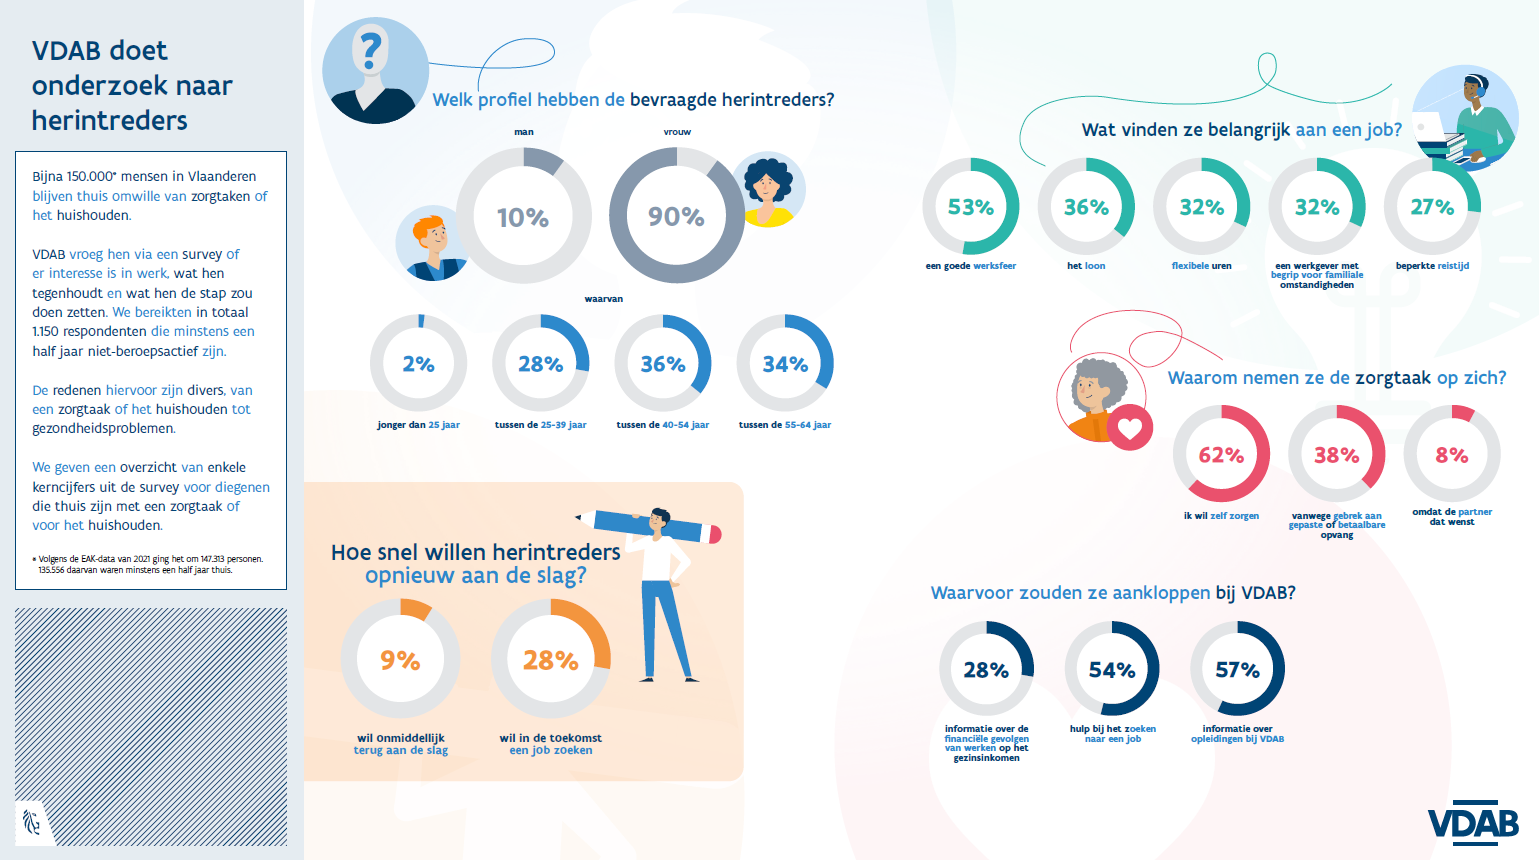 VDAB doet
onderzoek naar
herintreders
Bijna 150.000* mensen in Vlaanderen
blijven thuis omwille van zorgtaken of
het huishouden.
VDAB vroeg hen via een survey of
er interesse is in werk, wat hen
tegenhoudt en wat hen de stap zou
doen zetten. We bereikten in totaal
1.150 respondenten die minstens een
half jaar niet-beroepsactief zijn.
De redenen hiervoor zijn divers, van
een zorgtaak of het huishouden tot
gezondheidsproblemen.
We geven een overzicht van enkele
kerncijfers uit de survey voor diegenen
die thuis zijn met een zorgtaak of
voor het huishouden.
* Volgens de EAK-data van 2021 ging het om 147.313 personen.
135.556 daarvan waren minstens een half jaar thuis.
?
Welk profiel hebben de bevraagde herintreders?
man
vrouw
10%
90%
waarvan
2%
28%
36%
34%
jonger dan 25 jaar
tussen de 25-39 jaar
tussen de 40-54 jaar
tussen de 55-64 jaar
Hoe snel willen herintreders
opnieuw aan de slag?
9%
28%
wil onmiddellijk
terug aan de slag
wil in de toekomst
een job zoeken
Wat vinden ze belangrijk aan een job?
53%
36%
32%
32%
27%
een goede werksfeer
het loon
flexibele uren
een werkgever met
begrip voor familiale
omstandigheden
beperkte reistijd
Waarom nemen ze de zorgtaak op zich?
62%
38%
8%
ik wil zelf zorgen
vanwege gebrek aan
gepaste of betaalbare
opvang
omdat de partner
dat wenst
Waarvoor zouden ze aankloppen bij VDAB?
28%
54%
57%
informatie over de
financiële gevolgen
van werken op het
gezinsinkomen
hulp bij het zoeken
naar een job
informatie over
opleidingen bij VDAB
VDAB